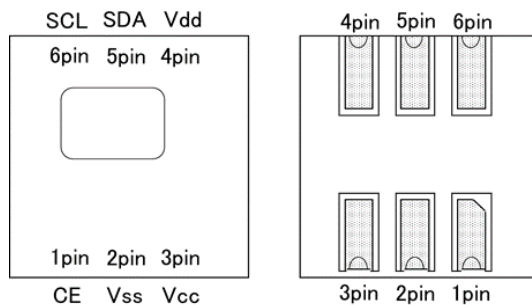 SCL SDA Vdd
6pin 5pin 4pin
1pin 2pin 3pin
CE Vss Vcc
4pin 5pin 6pin
3pin 2pin 1pin